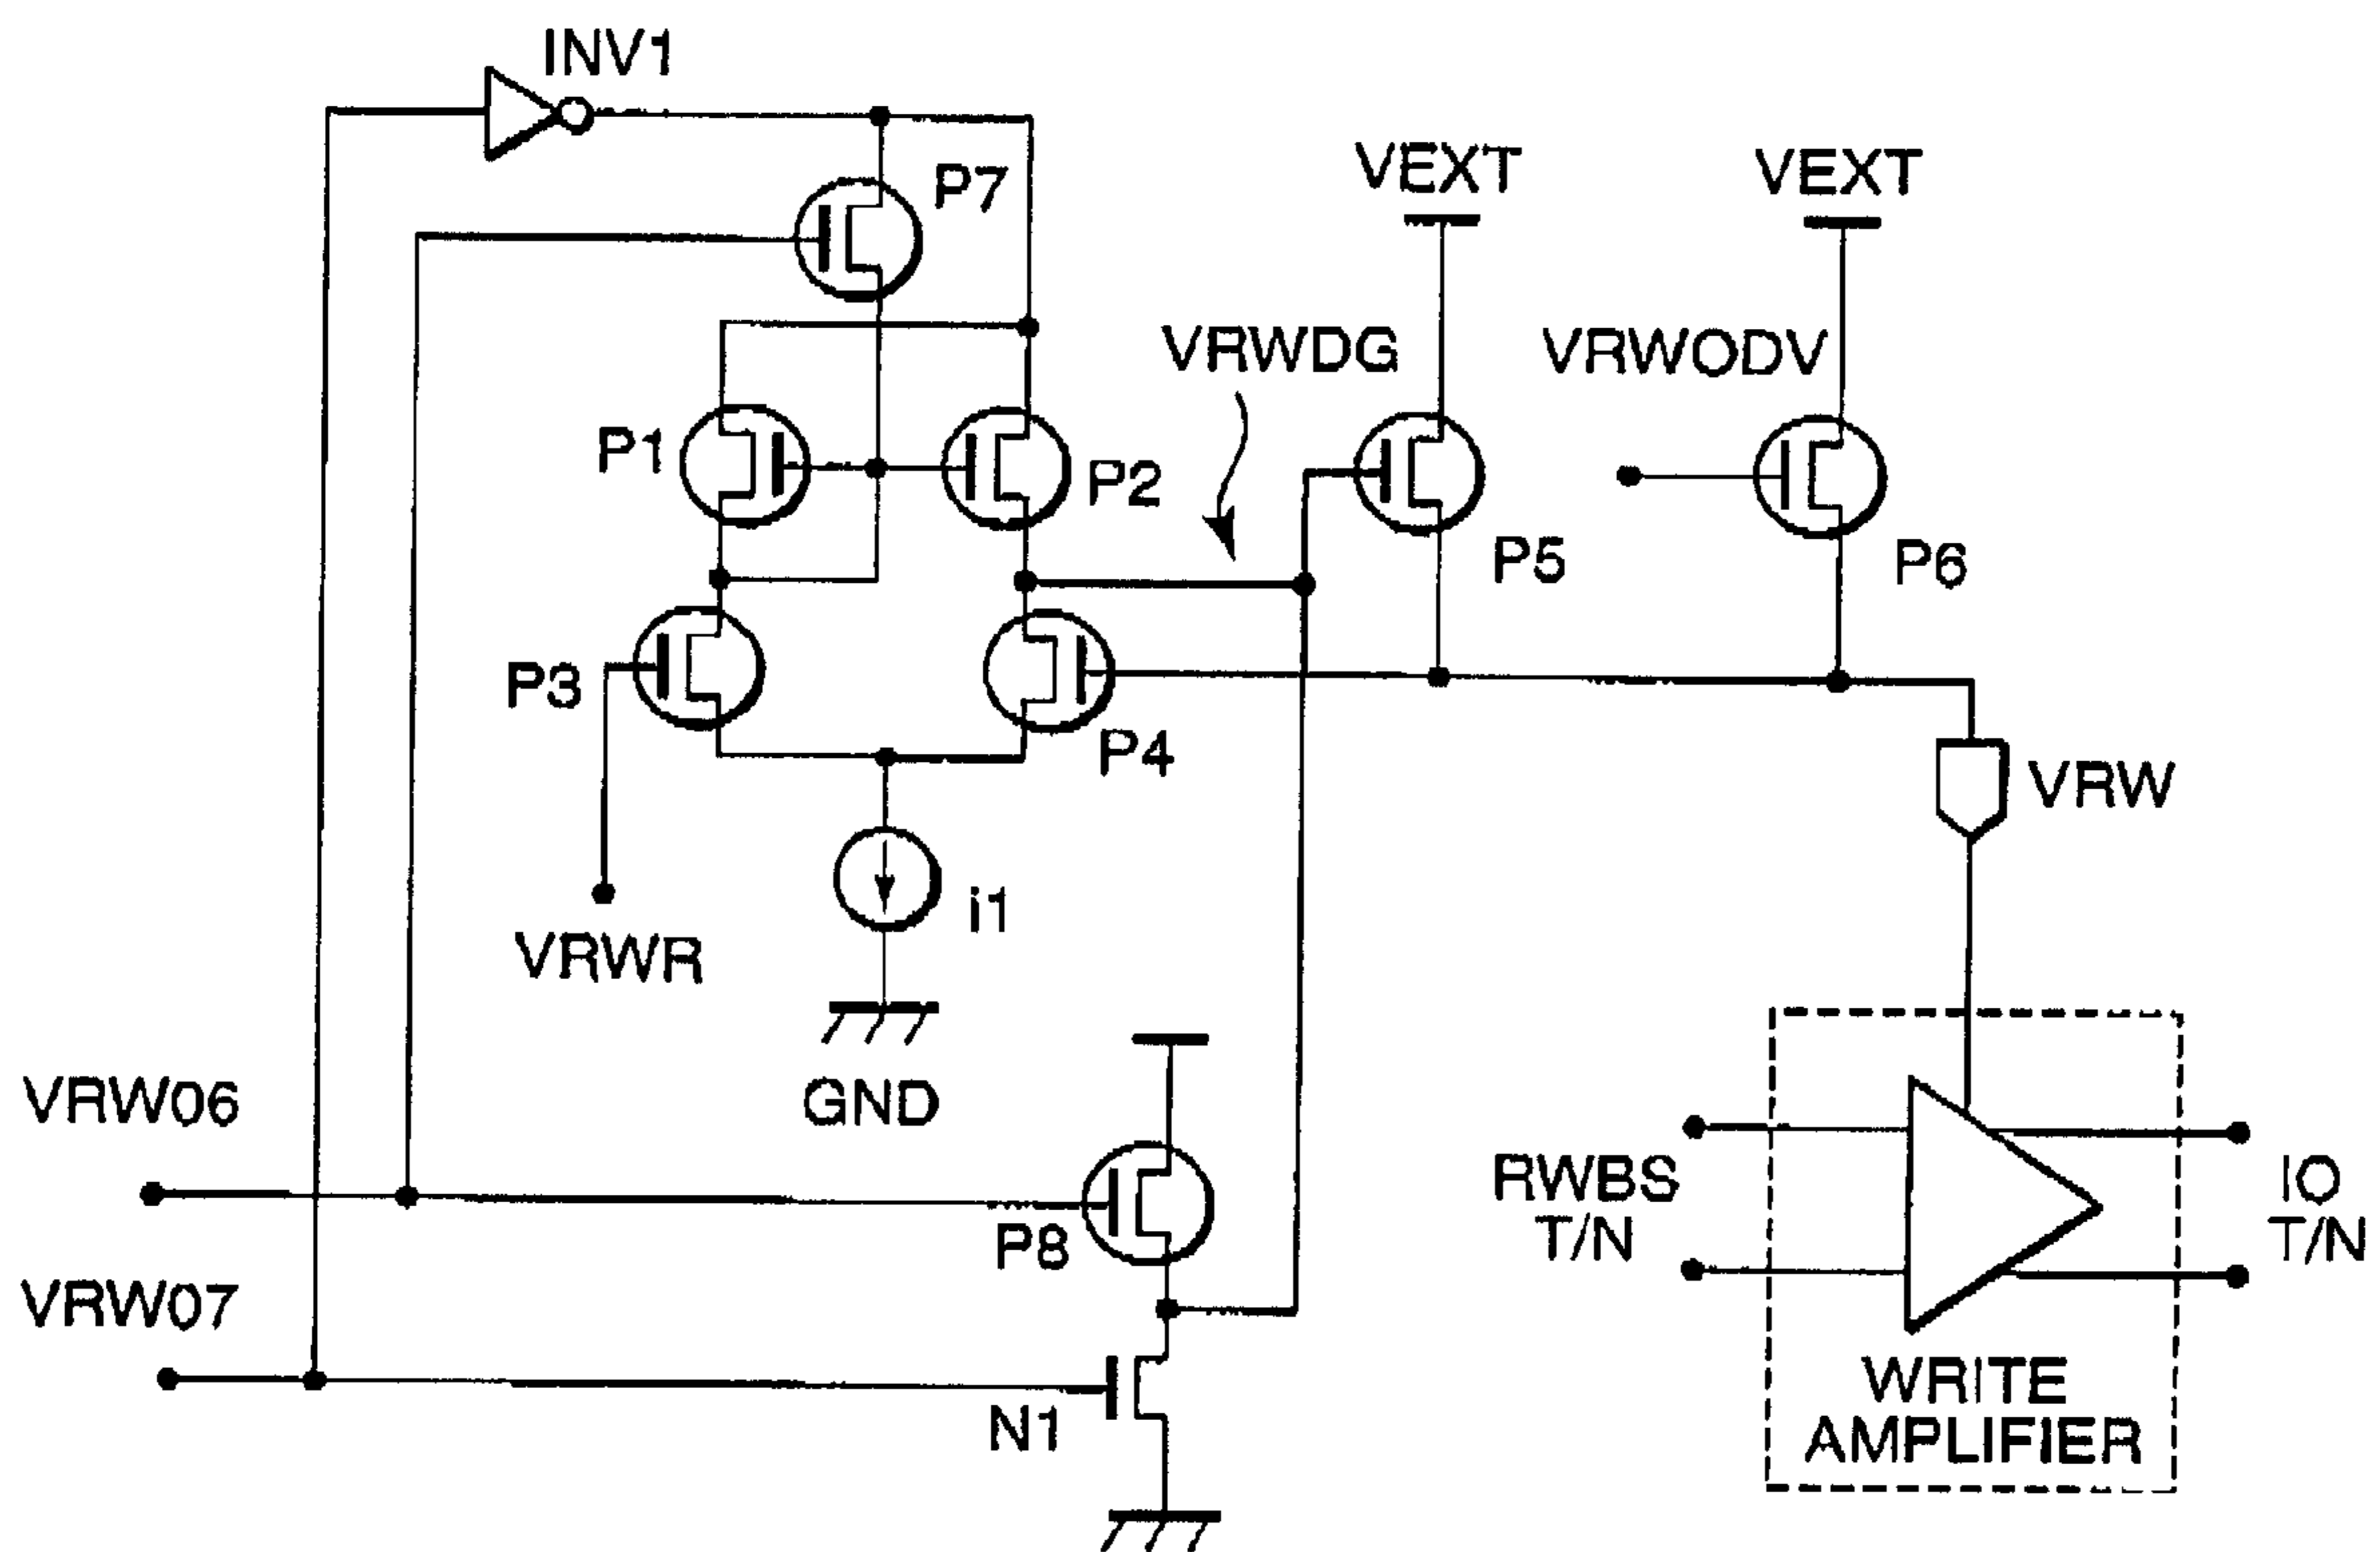 INV1
P7
VEXT
VEXT
VRWDG
VRWODV
P1
P2
P5
P6
P3
P4
VRW
i1
VRWR
GND
VRW06
P8
RWBS
T/N
IO
T/N
VRW07
N1
WRITE
AMPLIFIER